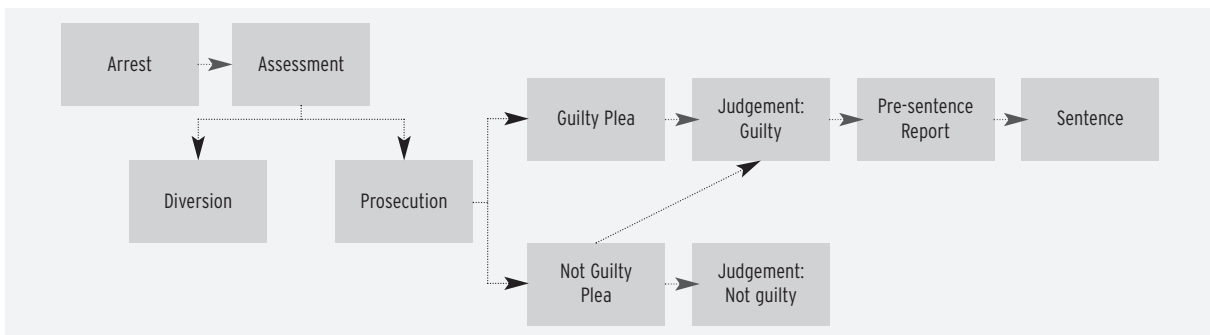 Arrest
Assessment
Diversion
Prosecution
Guilty Plea
Judgement:
Guilty
Pre-sentence
Report
Sentence
Not Guilty
Plea
Judgement:
Not guilty